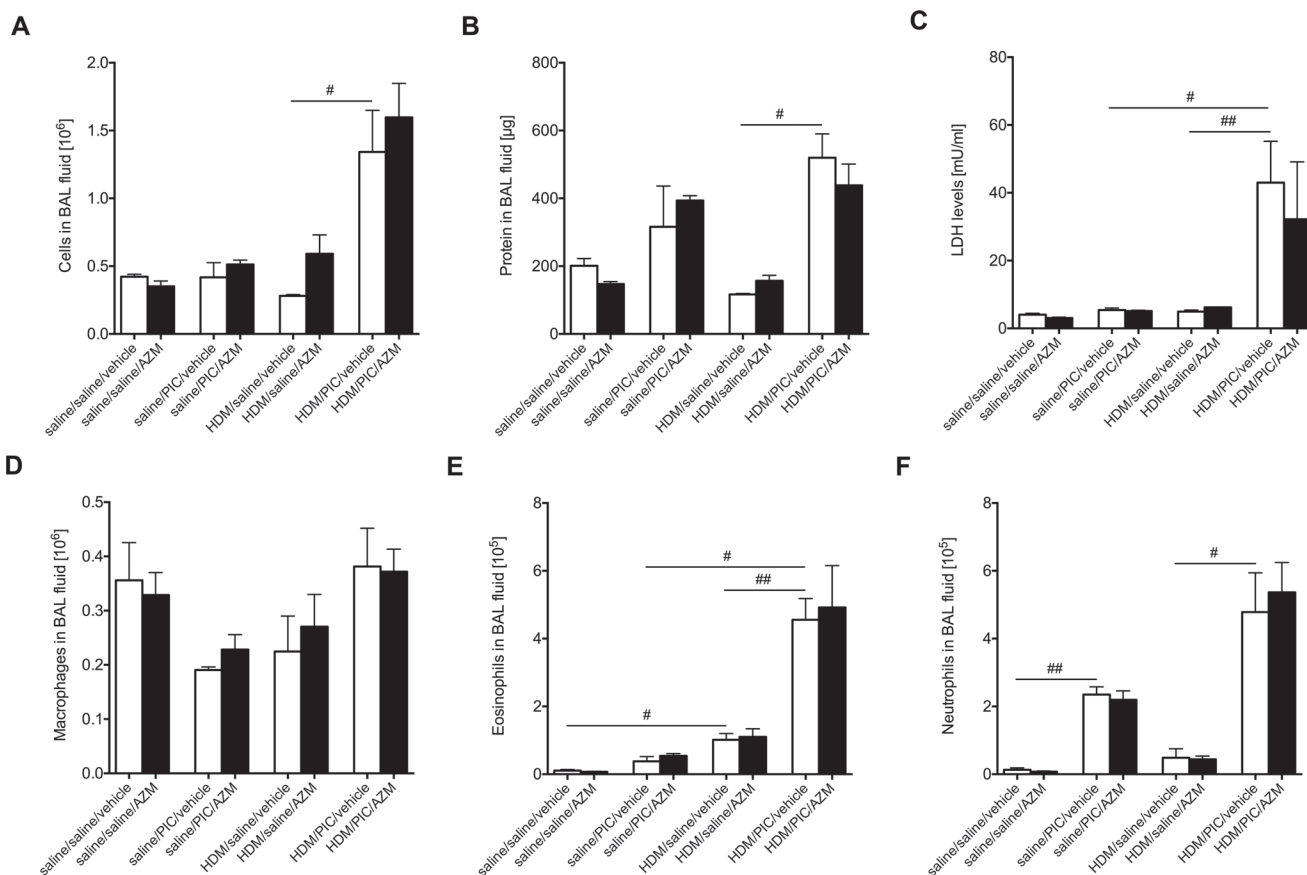 A
Cells in BAL fluid [10⁶]
2.0
1.5
1.0
0.5
0.0
#
saline/saline/vehicle
saline/saline/AZM
saline/PIC/vehicle
saline/PIC/AZM
HDM/saline/vehicle
HDM/saline/AZM
HDM/PIC/vehicle
HDM/PIC/AZM
B
Protein in BAL fluid [µg]
800
600
400
200
0
#
saline/saline/vehicle
saline/saline/AZM
saline/PIC/vehicle
saline/PIC/AZM
HDM/saline/vehicle
HDM/saline/AZM
HDM/PIC/vehicle
HDM/PIC/AZM
C
LDH levels [mU/ml]
80
60
40
20
0
#
##
saline/saline/vehicle
saline/saline/AZM
saline/PIC/vehicle
saline/PIC/AZM
HDM/saline/vehicle
HDM/saline/AZM
HDM/PIC/vehicle
HDM/PIC/AZM
D
Macrophages in BAL fluid [10⁶]
0.5
0.4
0.3
0.2
0.1
0.0
saline/saline/vehicle
saline/saline/AZM
saline/PIC/vehicle
saline/PIC/AZM
HDM/saline/vehicle
HDM/saline/AZM
HDM/PIC/vehicle
HDM/PIC/AZM
E
Eosinophils in BAL fluid [10⁵]
8
6
4
2
0
#
##
#
saline/saline/vehicle
saline/saline/AZM
saline/PIC/vehicle
saline/PIC/AZM
HDM/saline/vehicle
HDM/saline/AZM
HDM/PIC/vehicle
HDM/PIC/AZM
F
Neutrophils in BAL fluid [10⁵]
8
6
4
2
0
#
##
saline/saline/vehicle
saline/saline/AZM
saline/PIC/vehicle
saline/PIC/AZM
HDM/saline/vehicle
HDM/saline/AZM
HDM/PIC/vehicle
HDM/PIC/AZM